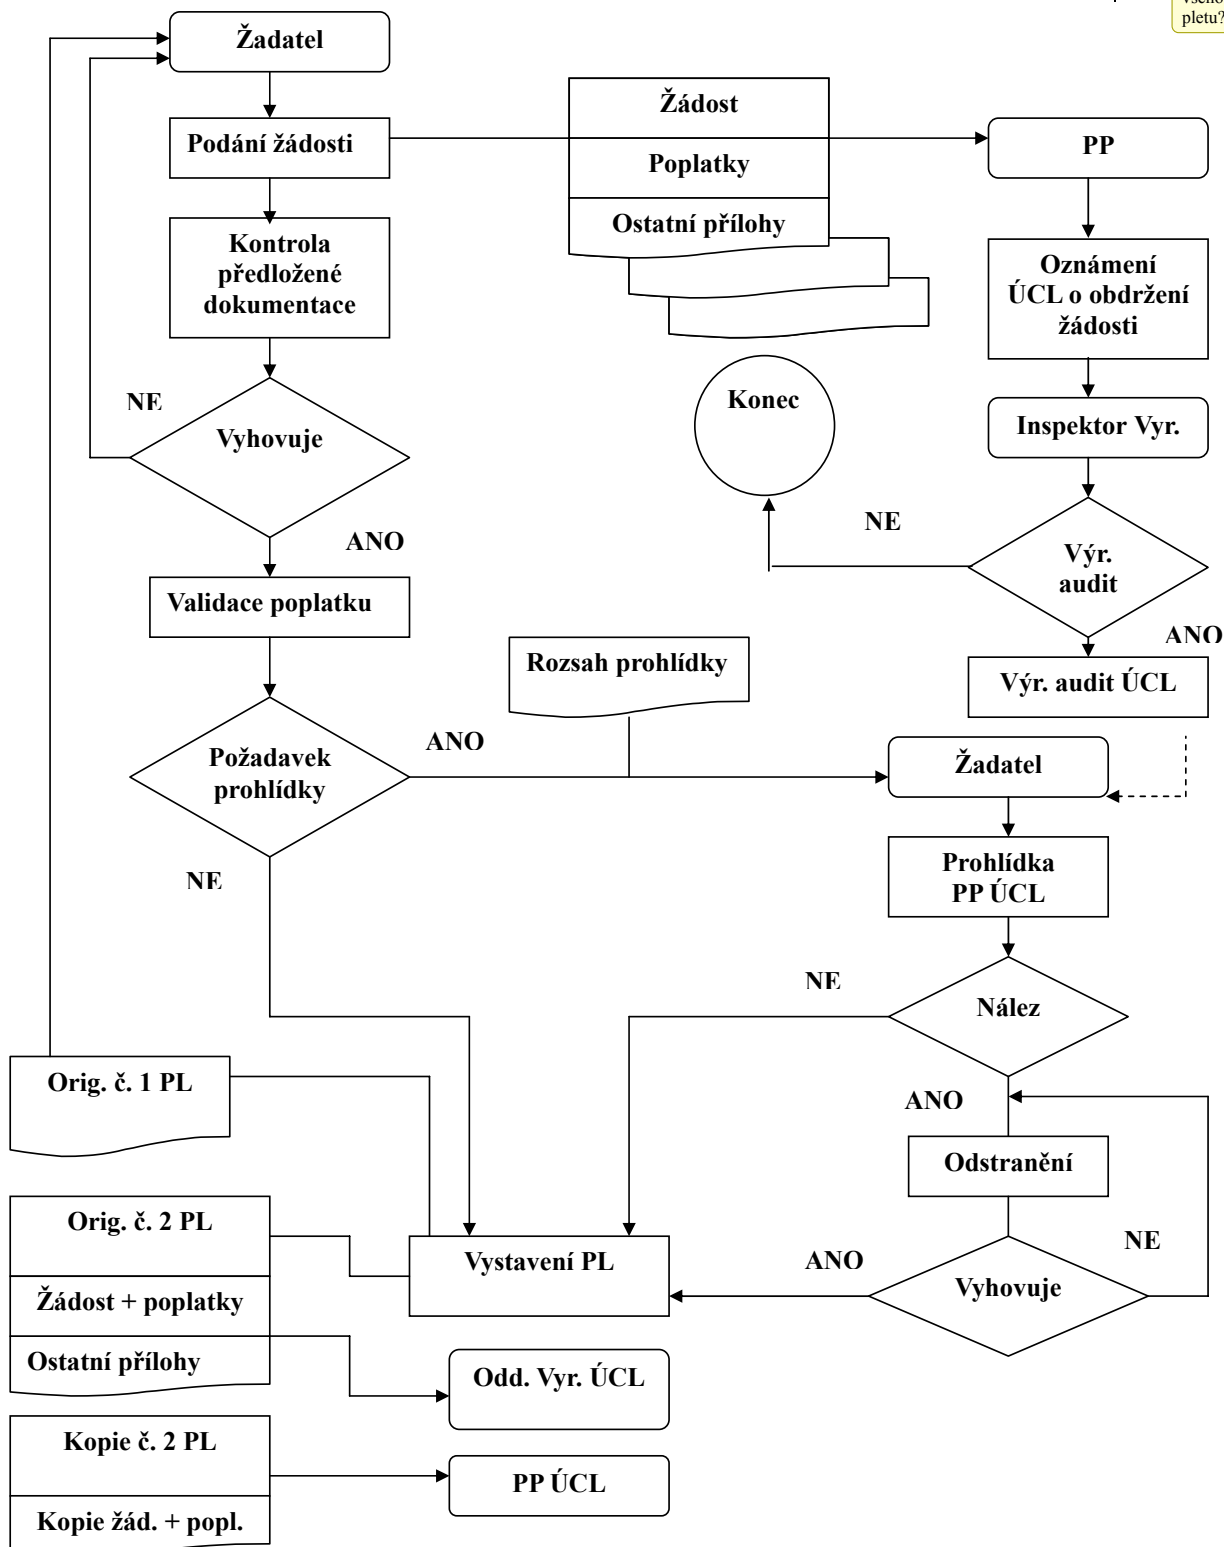 pletu?
Žadatel
Podání žádosti
Žádost
Poplatky
Ostatní přílohy
PP
Kontrola
předložené
dokumentace
Oznámení
ÚCL o obdržení
žádosti
NE
Vyhovuje
ANO
Konec
Inspektor Vyr.
NE
Výr.
audit
ANO
Validace poplatku
Rozsah prohlídky
Výr. audit ÚCL
Požadavek
prohlídky
ANO
NE
Žadatel
Prohlídka
PP ÚCL
NE
Nález
ANO
Orig. č. 1 PL
Odstranění
Orig. č. 2 PL
Žádost + poplatky
Ostatní přílohy
Vystavení PL
ANO
Vyhovuje
NE
Odd. Vyr. ÚCL
Kopie č. 2 PL
Kopie žád. + popl.
PP ÚCL